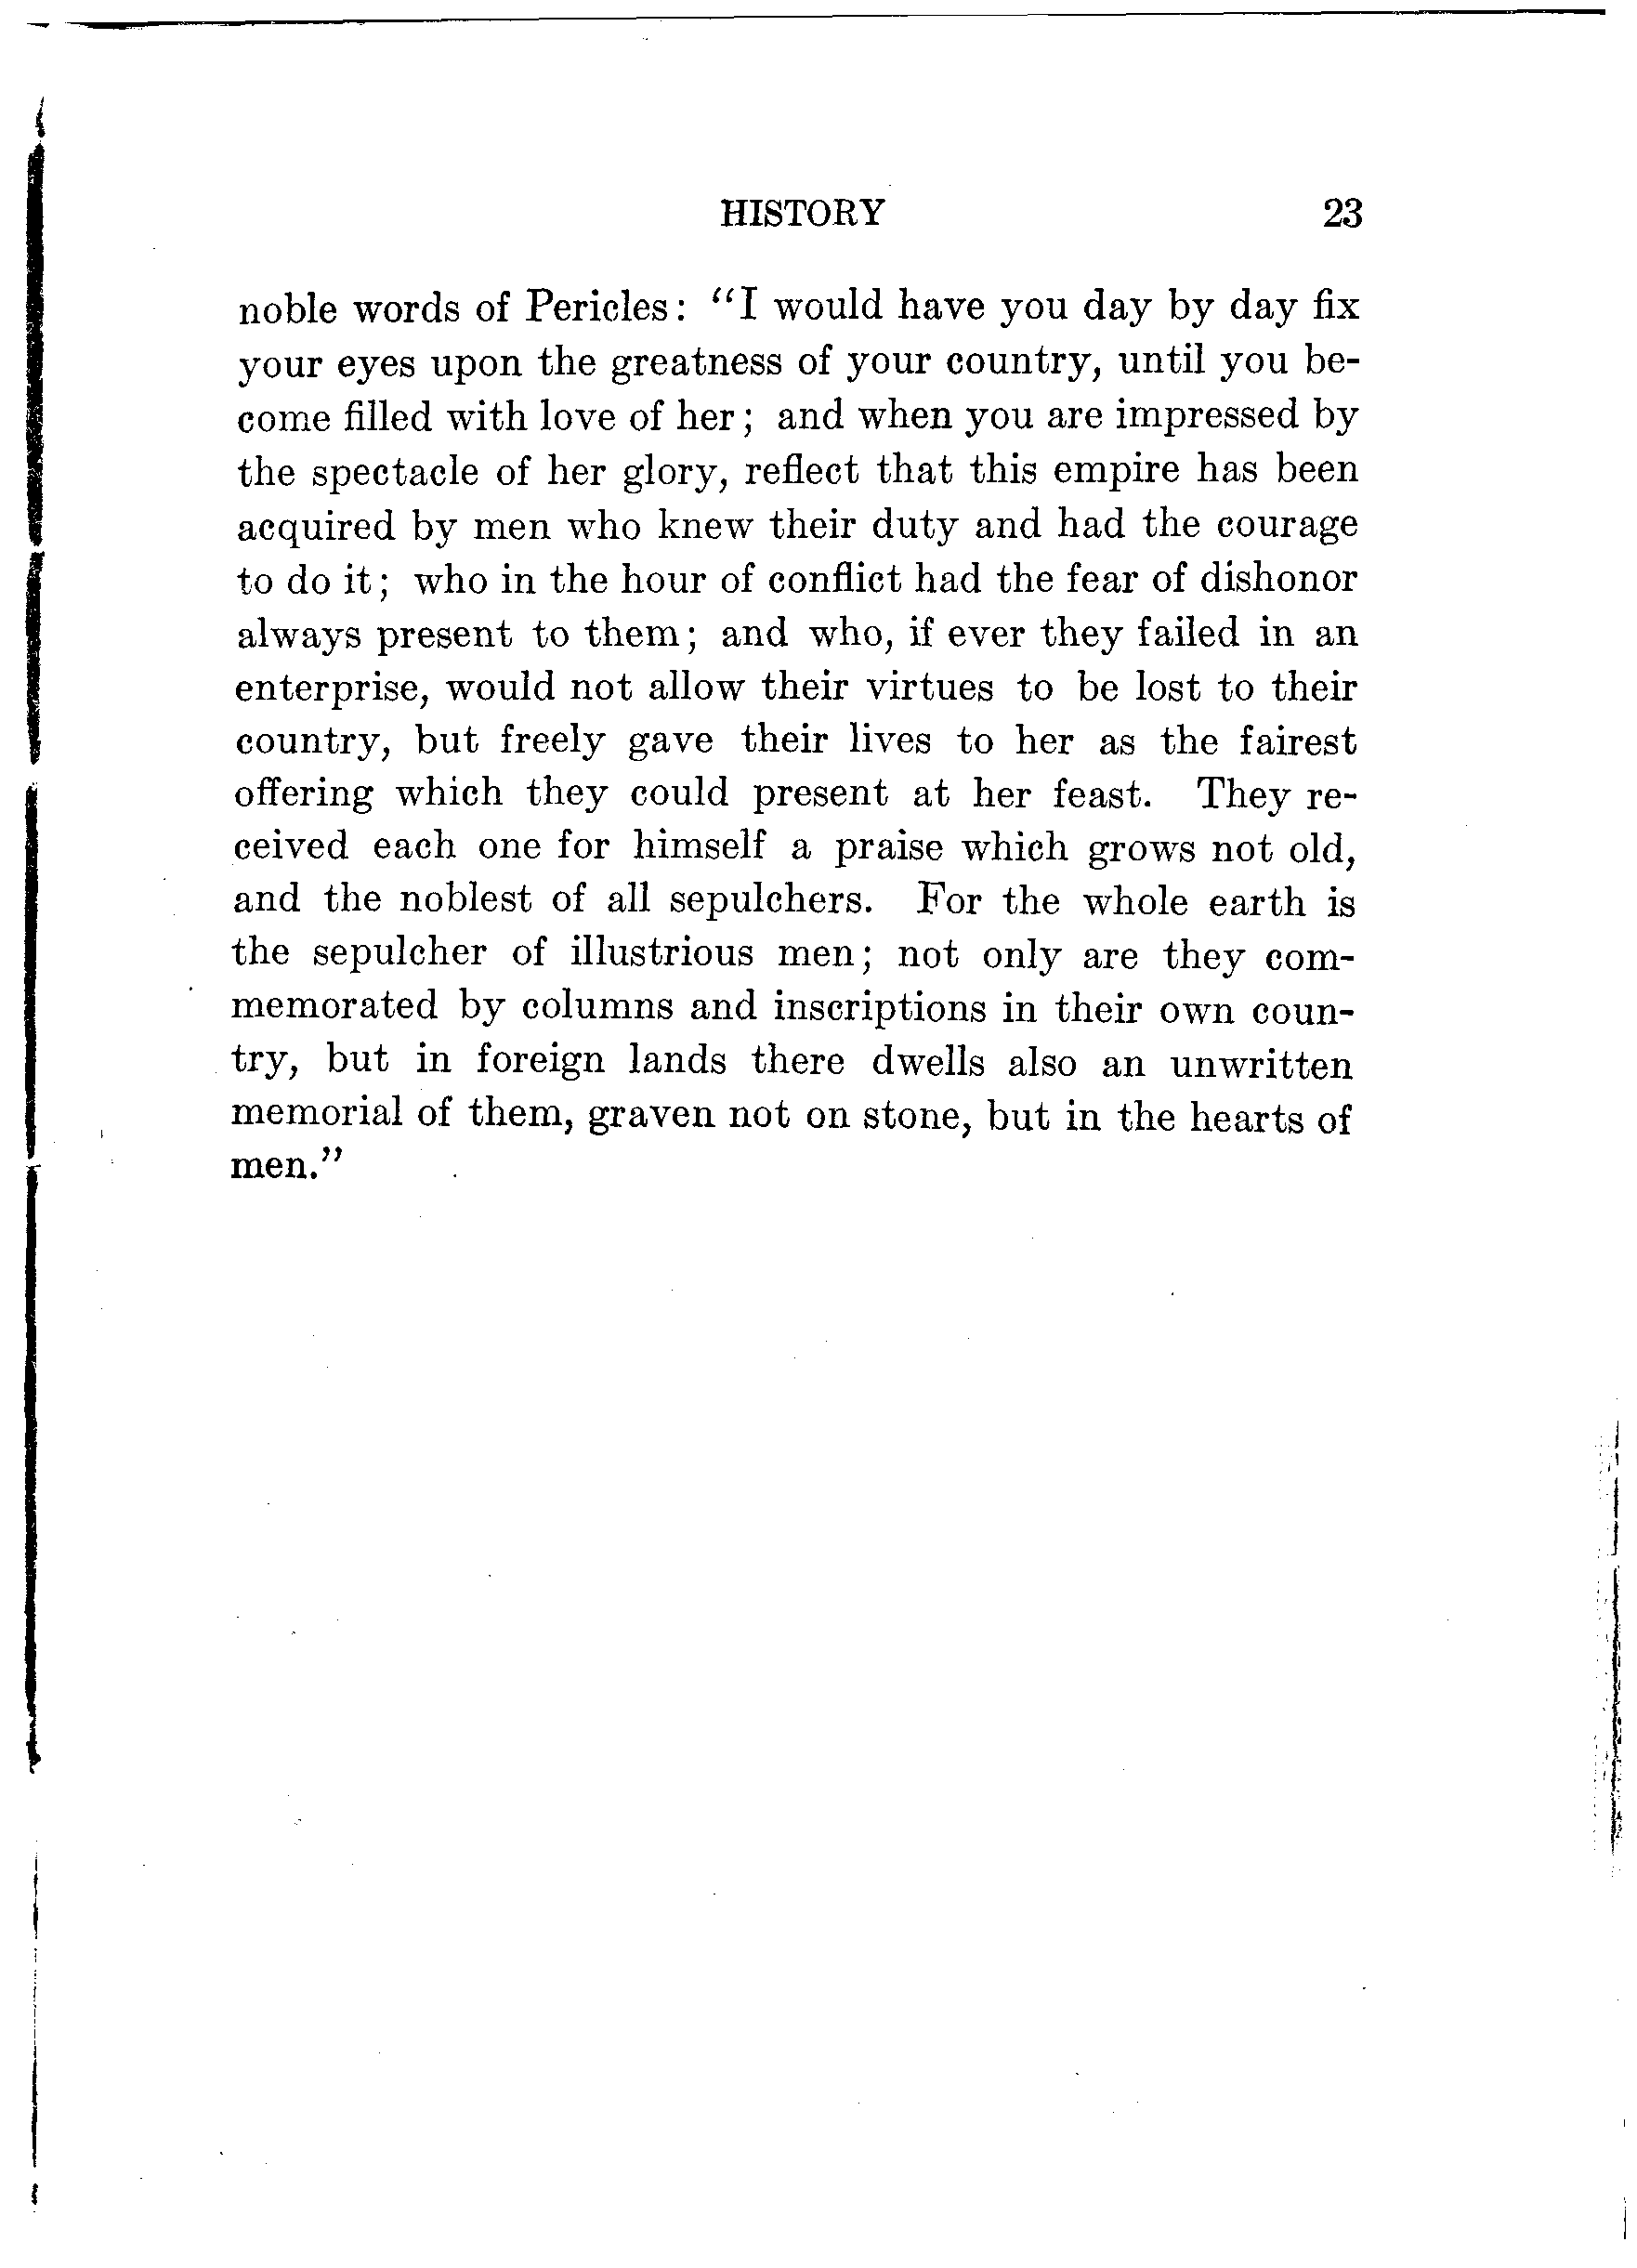 HISTORY 23
noble words of Pericles: "I would have you day by day fix
your eyes upon the greatness of your country, until you be-
come filled with love of her; and when you are impressed by
the spectacle of her glory, reflect that this empire has been
acquired by men who knew their duty and had the courage
to do it; who in the hour of conflict had the fear of dishonor
always present to them; and who, if ever they failed in an
enterprise, would not allow their virtues to be lost to their
country, but freely gave their lives to her as the fairest
offering which they could present at her feast. They re-
ceived each one for himself a praise which grows not old,
and the noblest of all sepulchers. For the whole earth is
the sepulcher of illustrious men; not only are they com-
memorated by columns and inscriptions in their own coun-
try, but in foreign lands there dwells also an unwritten
memorial of them, graven not on stone, but in the hearts of
men."